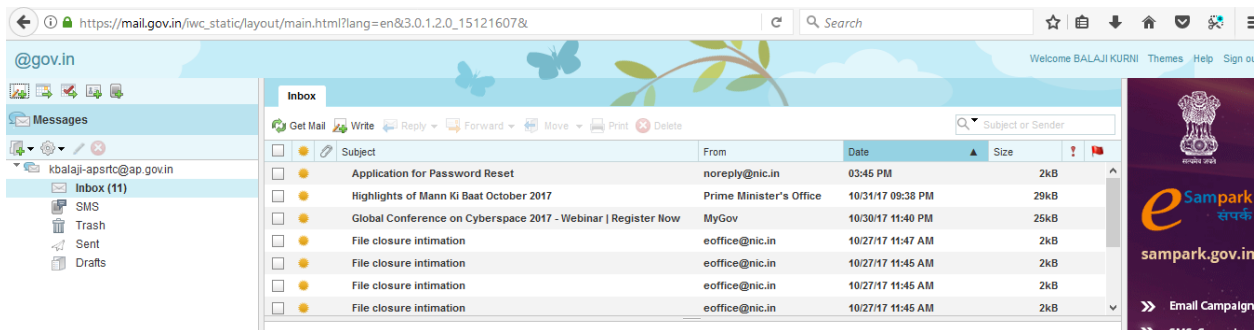 https://mail.gov.in/iwc_static/layout/main.html?lang=en&3.0.1.2.0_15121607& Search
@gov.in
Welcome BALAJI KURNI Themes Help Sign ou
Inbox
Messages
Get Mail Write Reply Forward Move Print Delete Subject or Sender
Subject From Date Size
kbalaji-apsrtc@ap.gov.in
Inbox (11)
SMS
Trash
Sent
Drafts
Application for Password Reset noreply@nic.in 03:45 PM 2kB
Highlights of Mann Ki Baat October 2017 Prime Minister's Office 10/31/17 09:38 PM 29kB
Global Conference on Cyberspace 2017 - Webinar | Register Now MyGov 10/30/17 11:40 PM 25kB
File closure intimation eoffice@nic.in 10/27/17 11:47 AM 2kB
File closure intimation eoffice@nic.in 10/27/17 11:45 AM 2kB
File closure intimation eoffice@nic.in 10/27/17 11:45 AM 2kB
File closure intimation eoffice@nic.in 10/27/17 11:45 AM 2kB
सत्यमेव जयते
eSampark
संपर्क
sampark.gov.in
Email Campaign